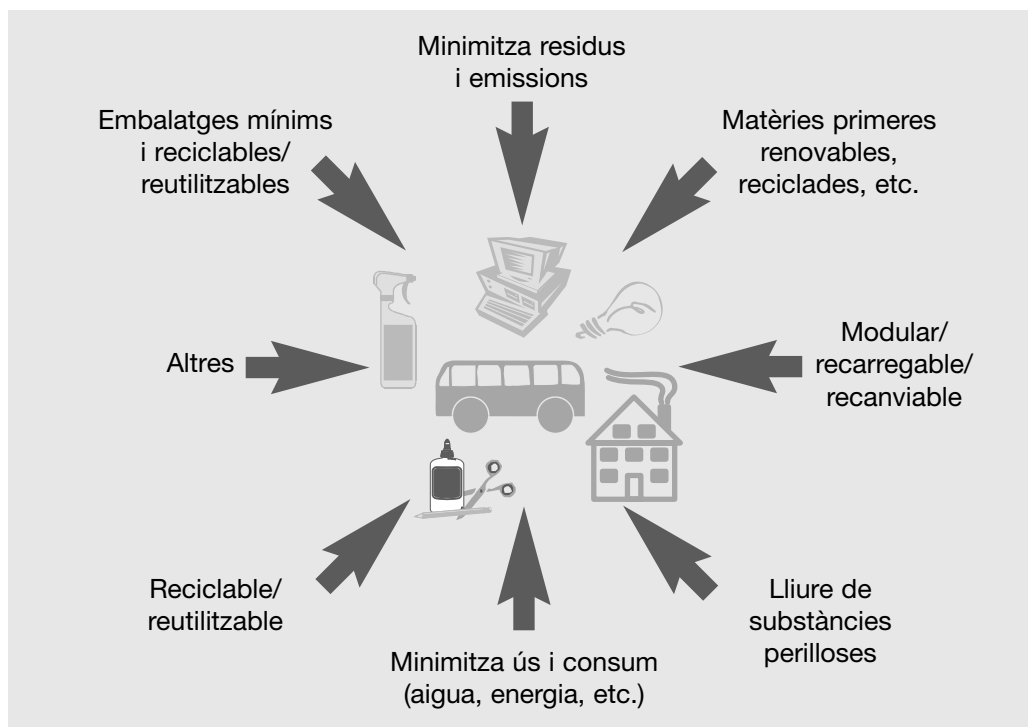 Minimitza residus
i emissions
Embalatges mínims
i reciclables/
reutilitzables
Matèries primeres
renovables,
reciclades, etc.
Altres
Modular/
recarregable/
recanviable
Reciclable/
reutilitzable
Minimitza ús i consum
(aigua, energia, etc.)
Lliure de
substàncies
perilloses